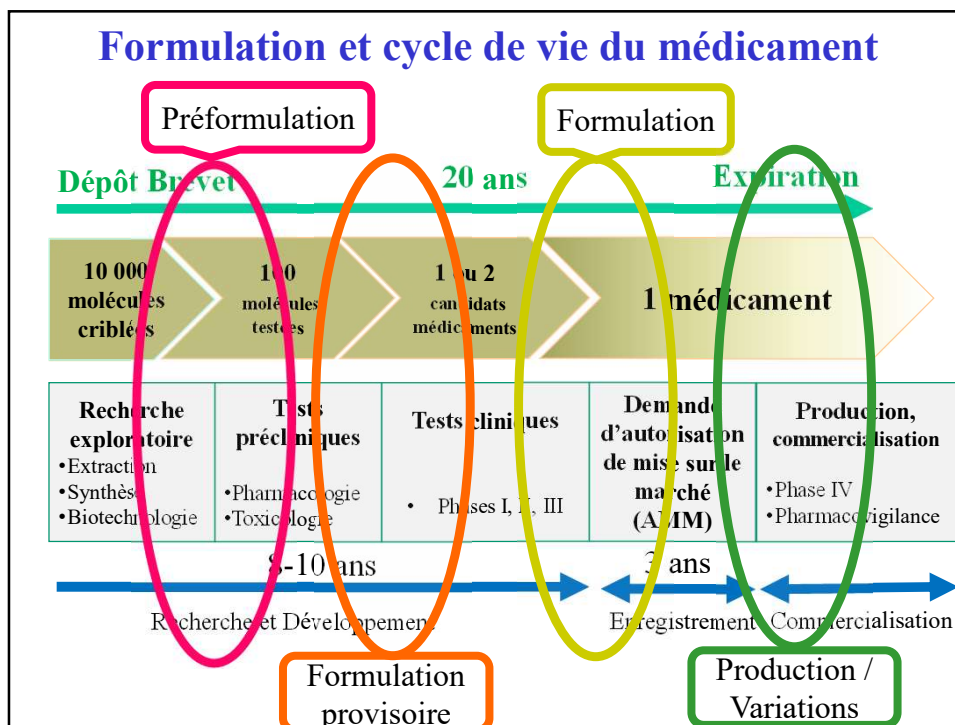 Formulation et cycle de vie du médicament
Préformulation
Formulation
Dépôt Brevet
20 ans
Expiration
10 000
molécules
criblées
100
molécules
testées
1 ou 2
candidats
médicaments
1 médicament
Recherche
exploratoire
•Extraction
•Synthèse
•Biotechnologie
Tests
précliniques
•Pharmacologie
•Toxicologie
Tests cliniques
• Phases I, II, III
Demande
d’autorisation
de mise sur le
marché
(AMM)
Production,
commercialisation
•Phase IV
•Pharmacovigilance
8-10 ans
3 ans
Recherche et Développement
Enregistrement
Commercialisation
Formulation
provisoire
Production /
Variations